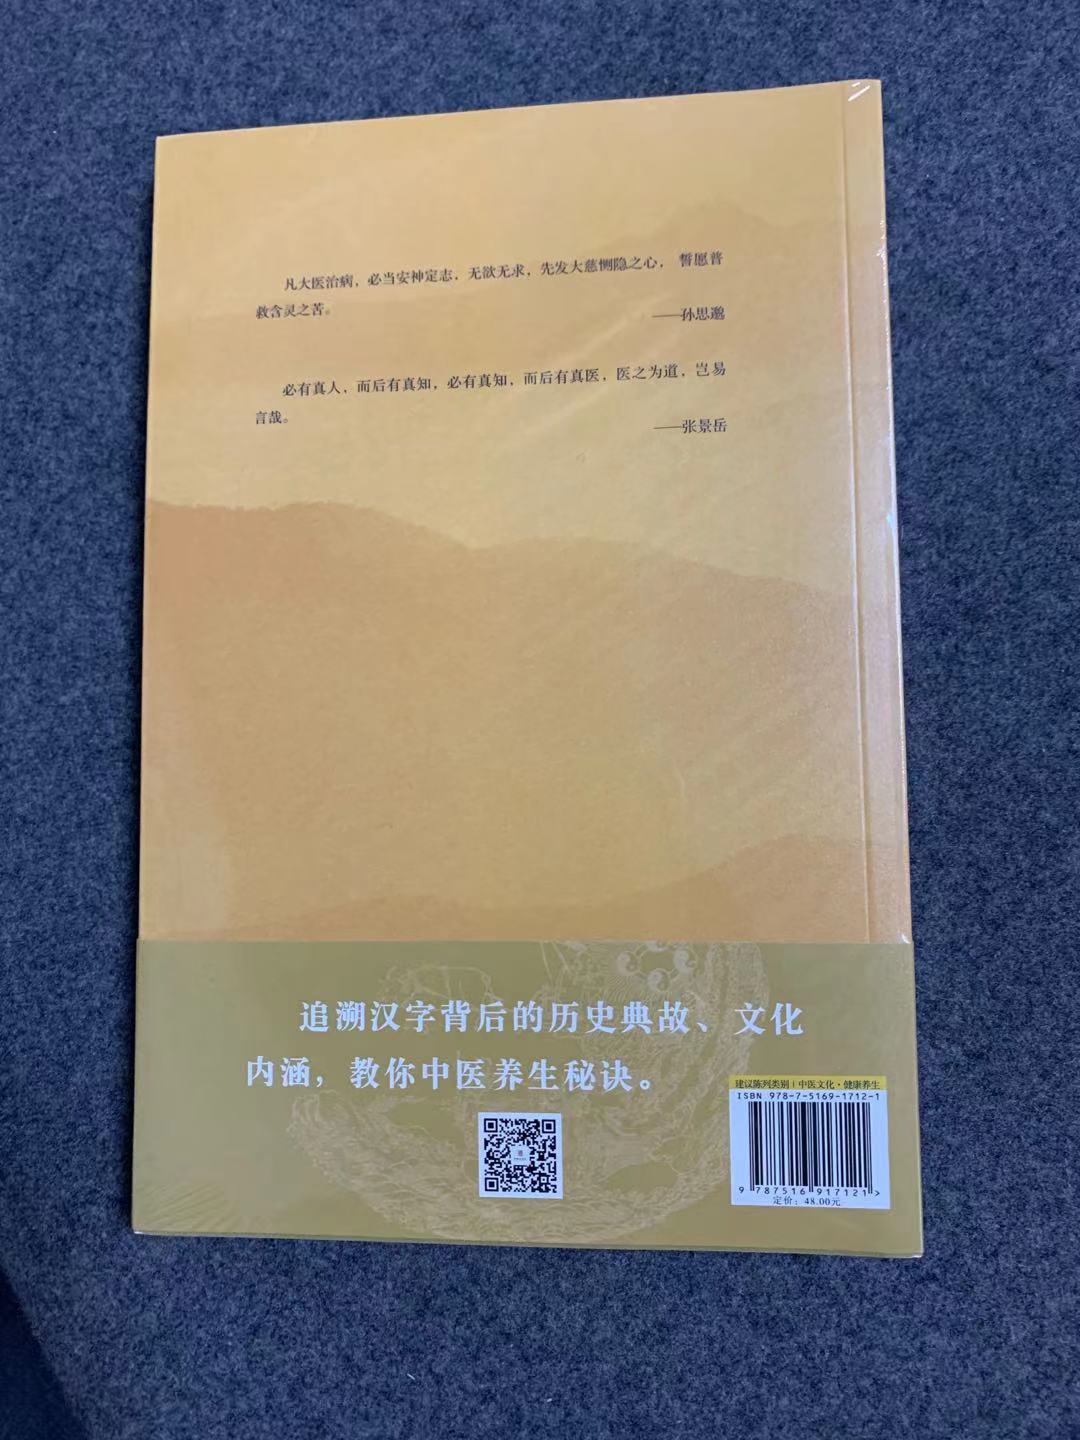 凡大医治病，必当安神定志，无欲无求，先发大慈恻隐之心， 誓愿普
救含灵之苦。
——孙思邈
必有真人，而后有真知，必有真知，而后有真医，医之为道，岂易
言哉。
——张景岳
追溯汉字背后的历史典故、文化
内涵，教你中医养生秘诀。
建议陈列类别|中医文化·健康养生
ISBN 978-7-5169-1712-1
9 787516 917121 >
定价：48.00元